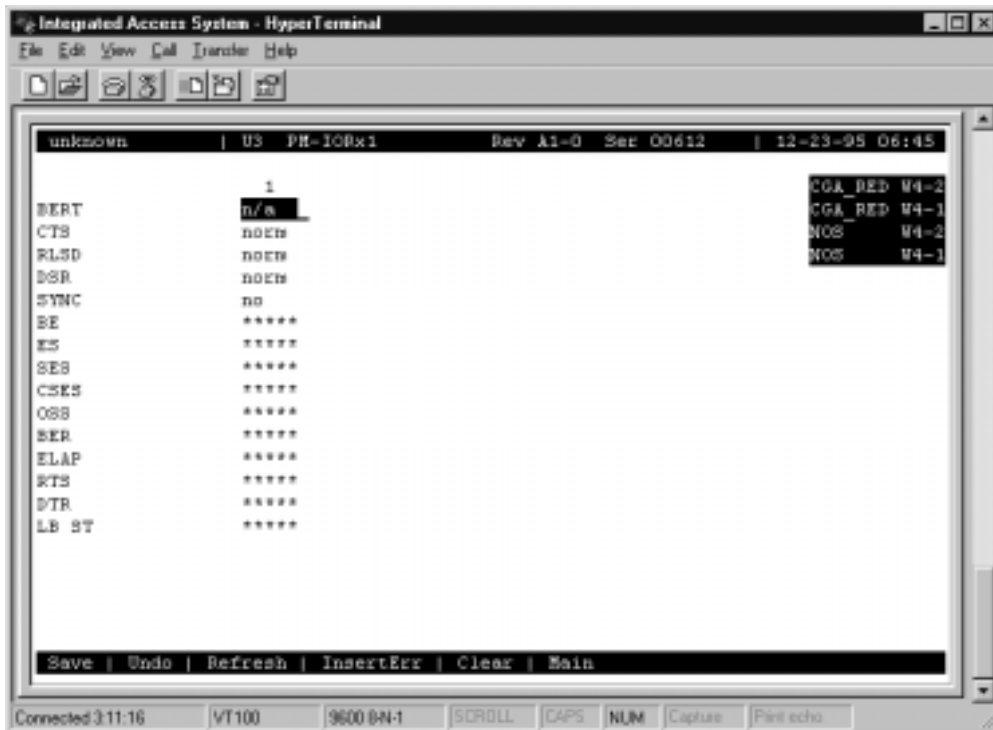 Integrated Access System - HyperTerminal
File Edit View Call Transfer Help
unknown | U3 PM-IORx1 Rev A1-0 Ser 00612 | 12-23-95 06:45
1 CGA_RED W4-2
BERT n/a CGA_RED W4-1
CTS norm NOS W4-2
RLSD norm NOS W4-1
DSR norm
SYNC no
BE *****
ES *****
SES *****
CSES *****
OSS *****
BER *****
ELAP *****
RTS *****
DTR *****
LB ST *****
Save | Undo | Refresh | InsertErr | Clear | Main
Connected 3:11:16 VT100 9600 8-N-1 SCROLL CAPS NUM Capture Print echo